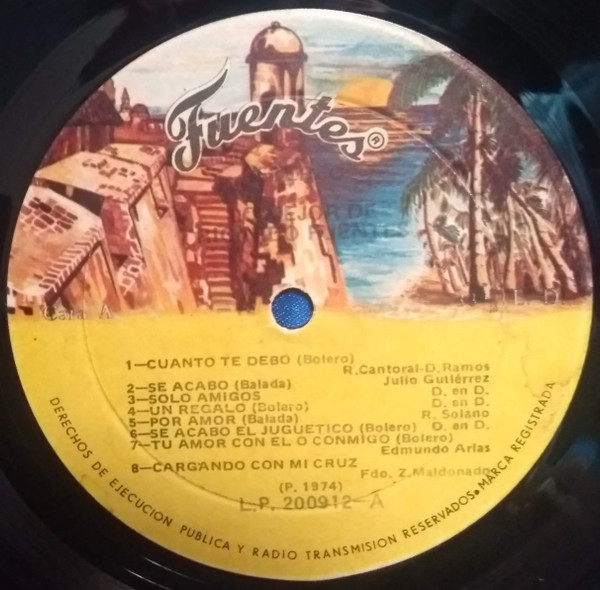 Fuentes®
LO MEJOR DE
Cara A
1—CUANTO TE DEBO (Bolero)
R.Cantoral-D.Ramos
2—SE ACABO (Balada) Julio Gutiérrez
3—SOLO AMIGOS D. en D.
4—UN REGALO (Bolero) D. en D.
5—POR AMOR (Balada) R. Solano
6—SE ACABO EL JUGUETICO (Bolero) D. en D.
7—TU AMOR CON EL O CONMIGO (Bolero)
Edmundo Arias
8—CARGANDO CON MI CRUZ
Fdo. Z.Maldonado
(P. 1974)
L.P. 200912-A
DERECHOS DE EJECUCION PUBLICA Y RADIO TRANSMISION RESERVADOS. MARCA REGISTRADA